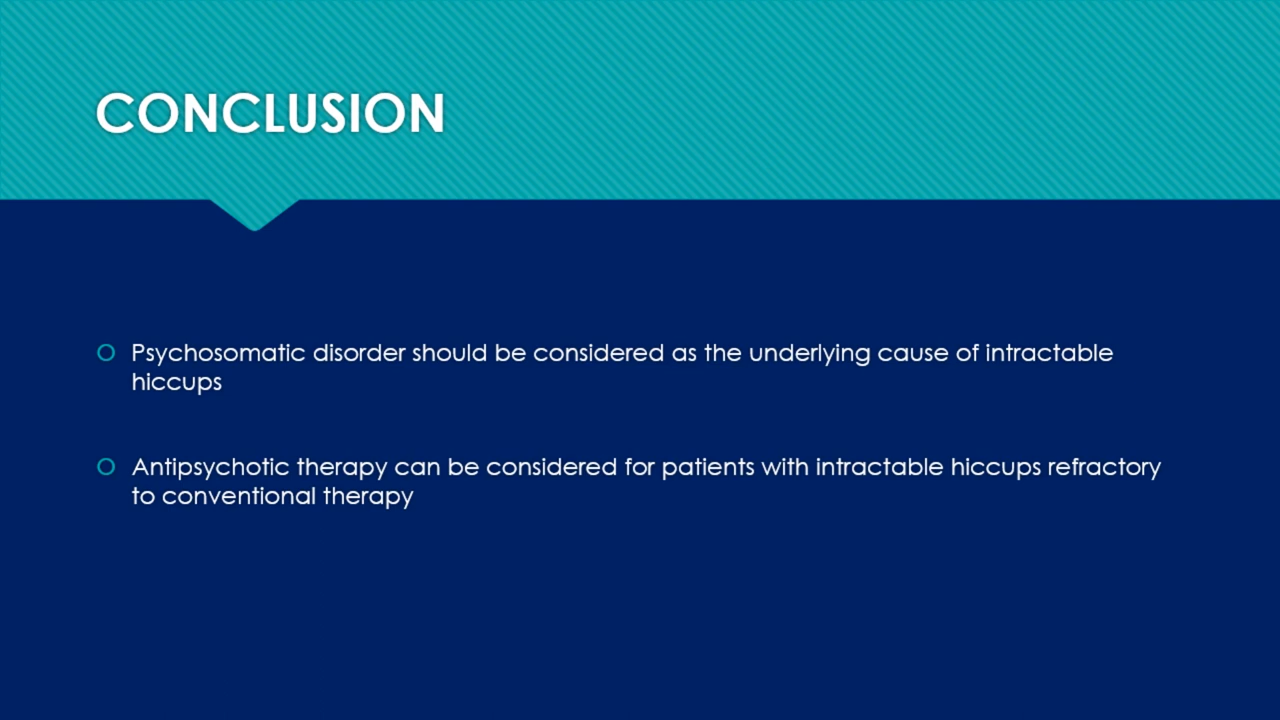 CONCLUSION
Psychosomatic disorder should be considered as the underlying cause of intractable
hiccups
Antipsychotic therapy can be considered for patients with intractable hiccups refractory
to conventional therapy